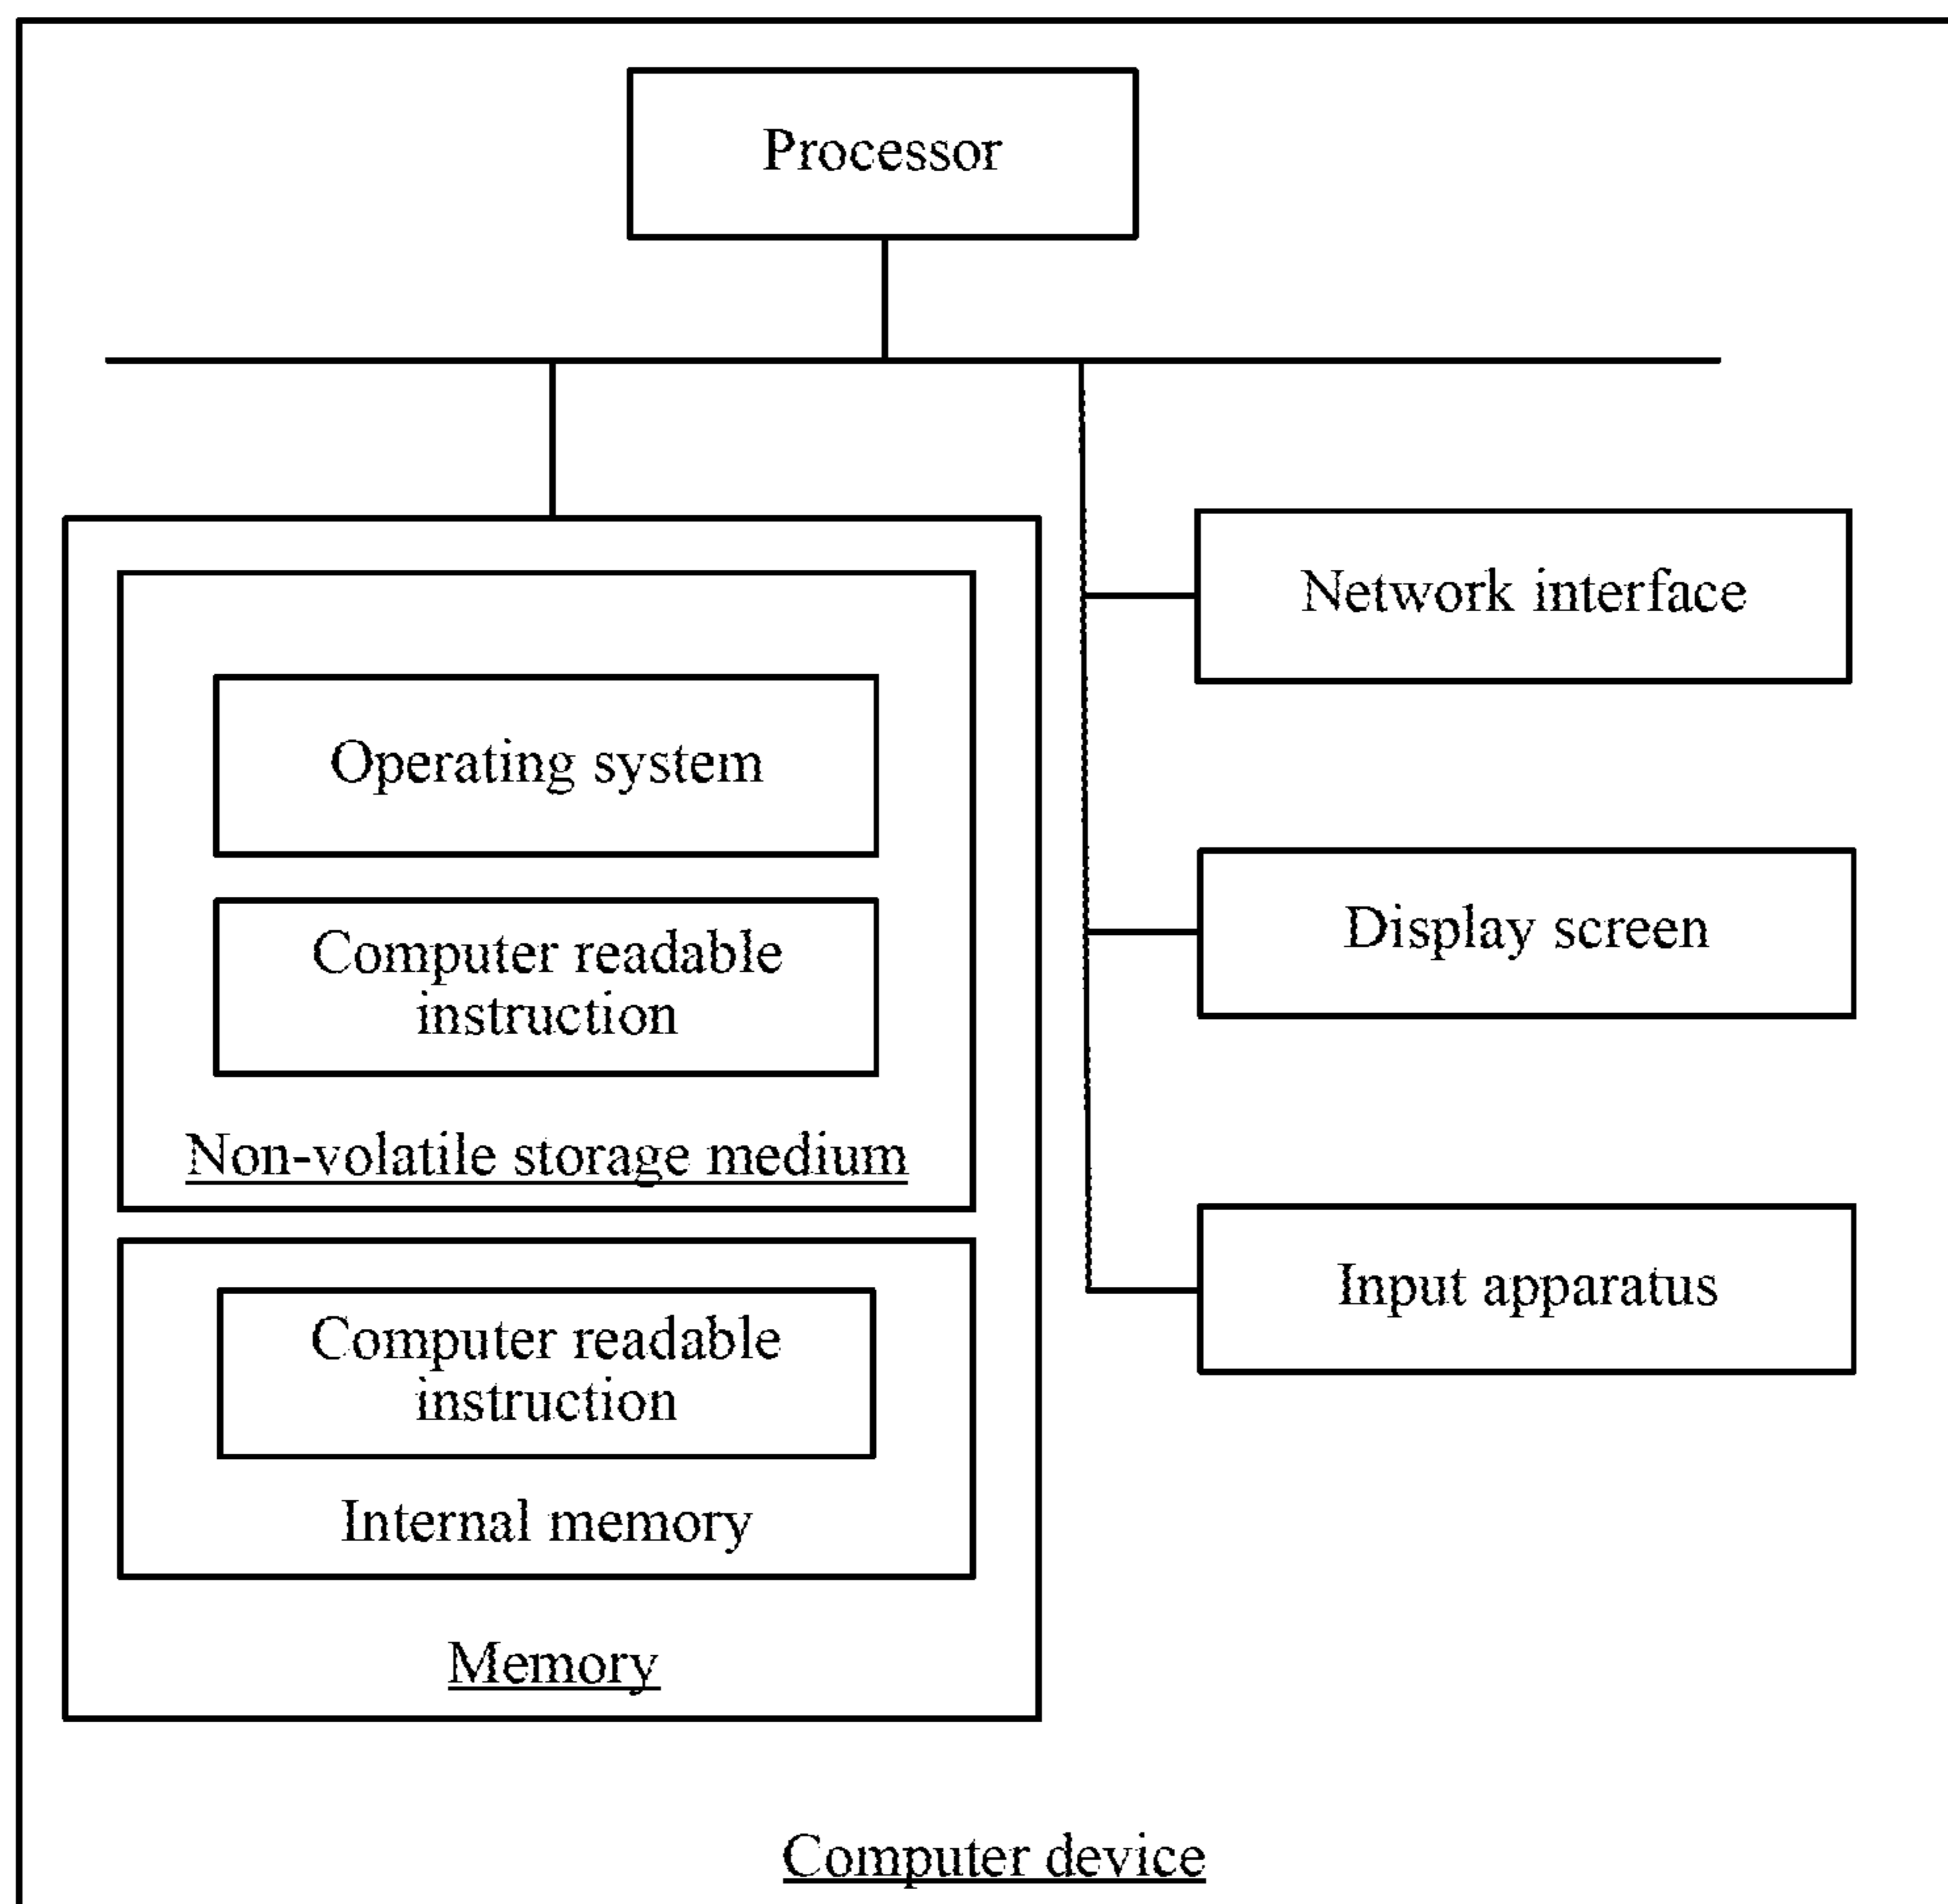 Processor
Network interface
Operating system
Display screen
Computer readable
instruction
Non-volatile storage medium
Input apparatus
Computer readable
instruction
Internal memory
Memory
Computer device